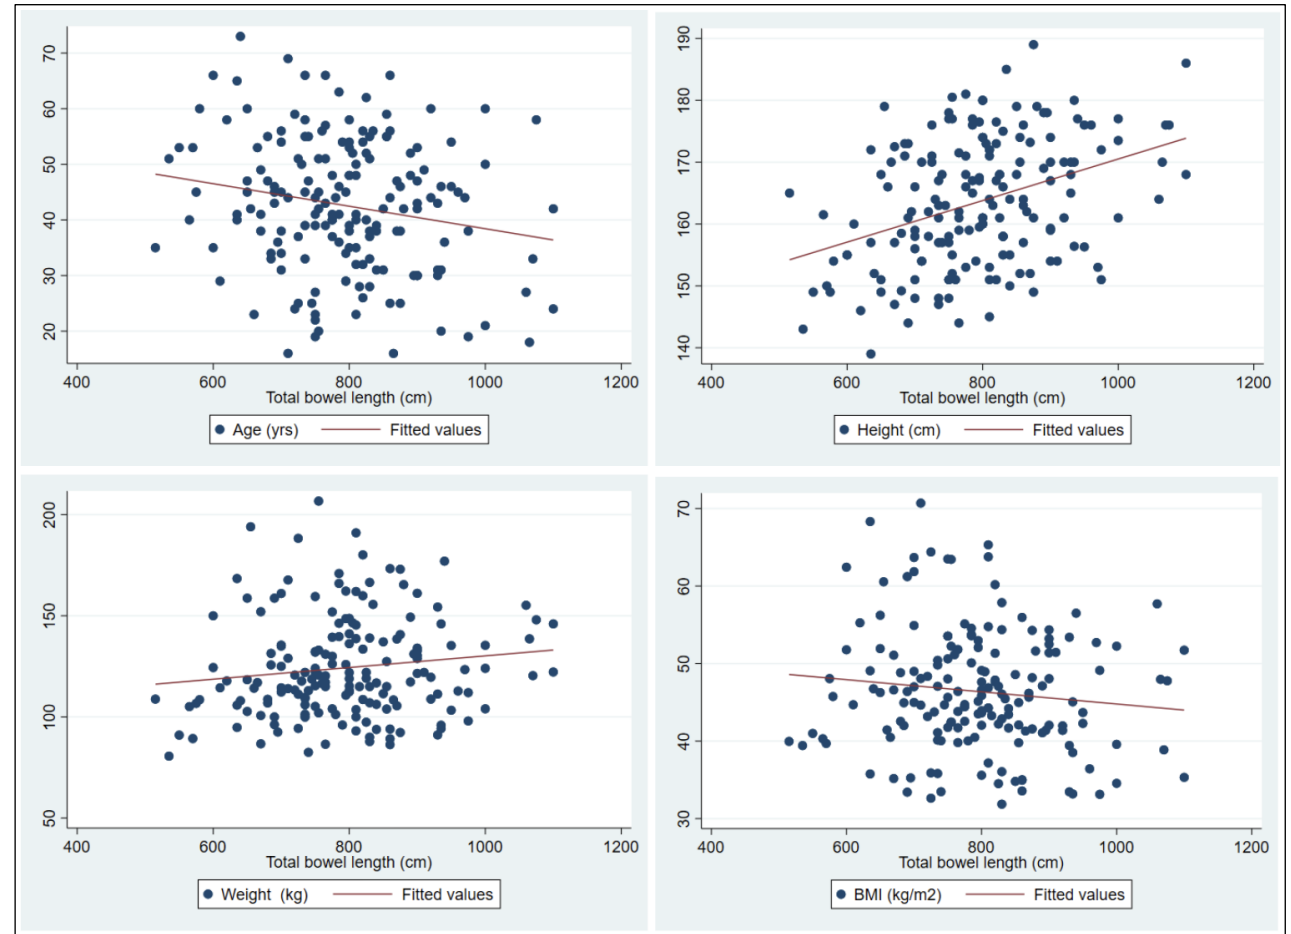 70
60
50
40
30
20
400 600 800 1000 1200
Total bowel length (cm)
Age (yrs) Fitted values
190
180
170
160
150
140
400 600 800 1000 1200
Total bowel length (cm)
Height (cm) Fitted values
200
150
100
50
400 600 800 1000 1200
Total bowel length (cm)
Weight (kg) Fitted values
70
60
50
40
30
400 600 800 1000 1200
Total bowel length (cm)
BMI (kg/m2) Fitted values